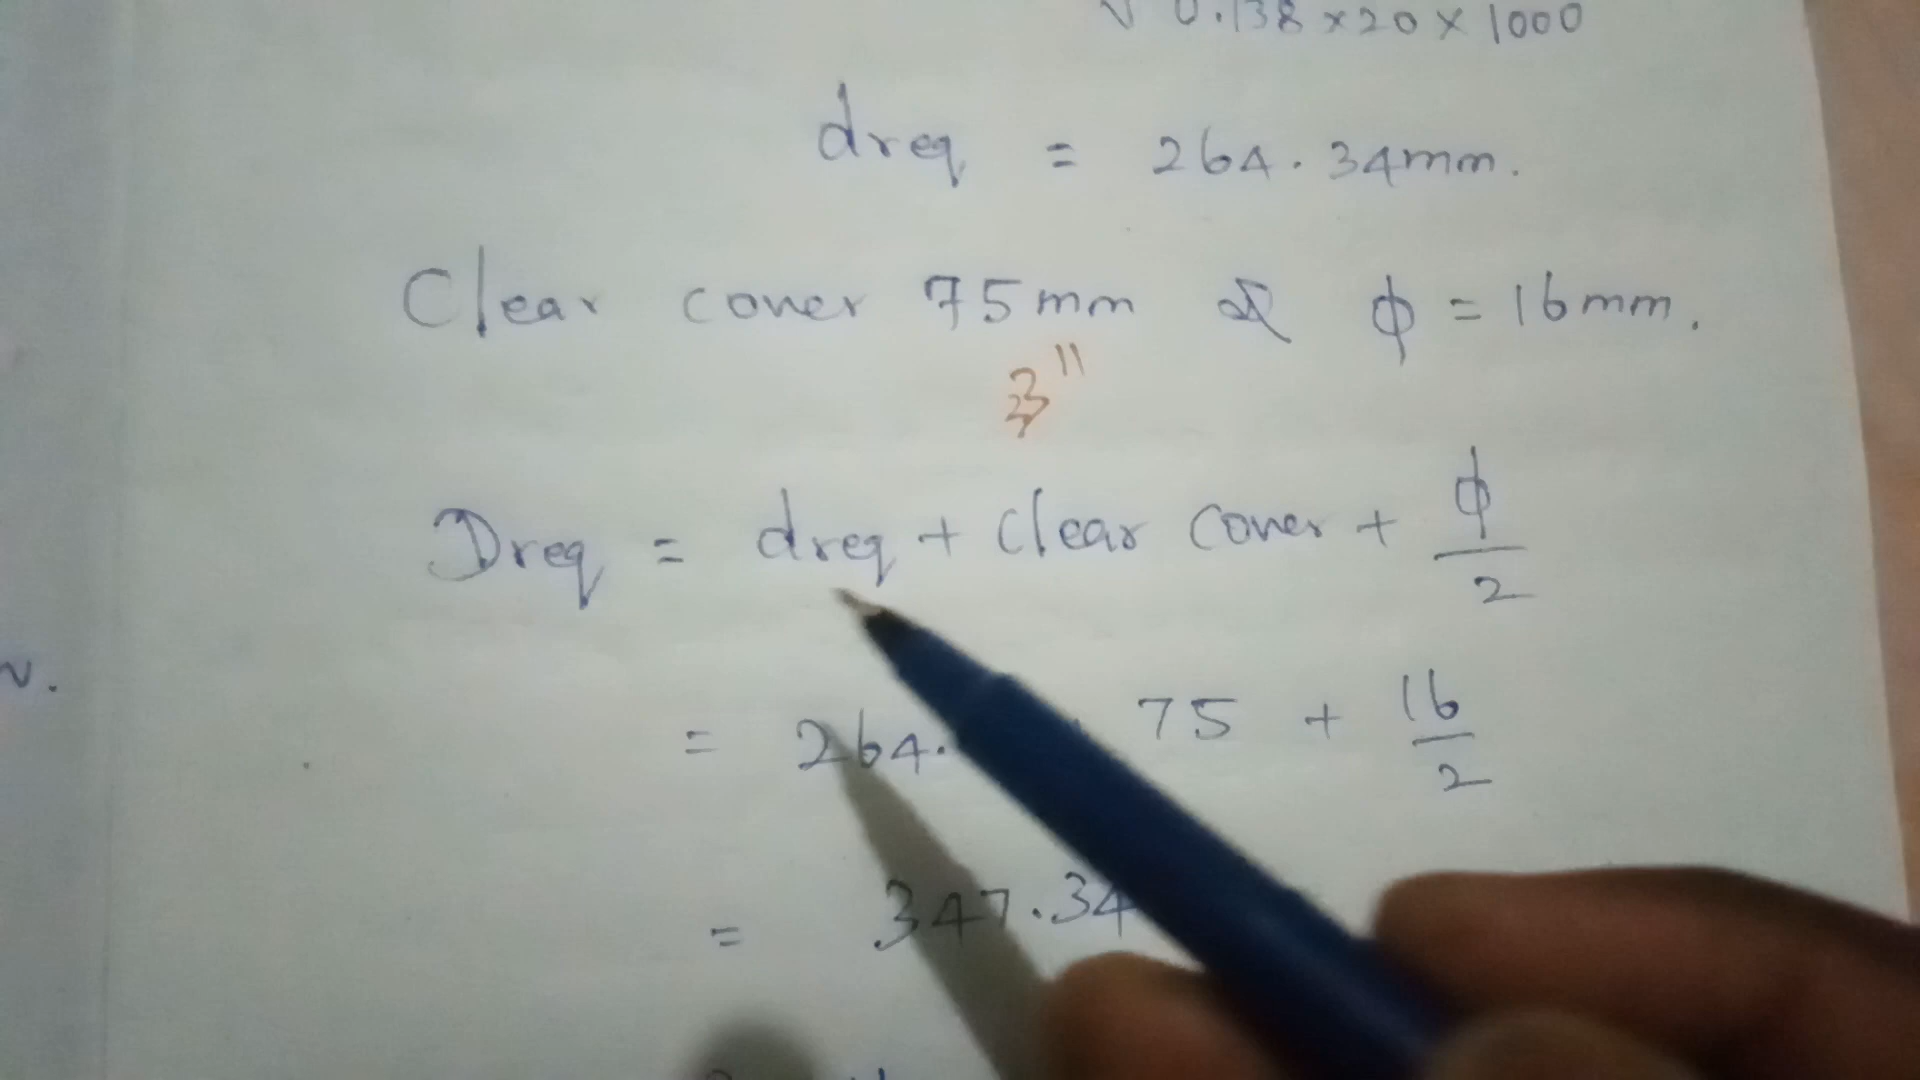 √ 0.138 × 20 × 1000
dreq = 264.34mm.
Clear cover 75mm & φ = 16mm.
3"
Dreq = dreq + Clear cover + φ/2
= 264. 75 + 16/2
= 347.34